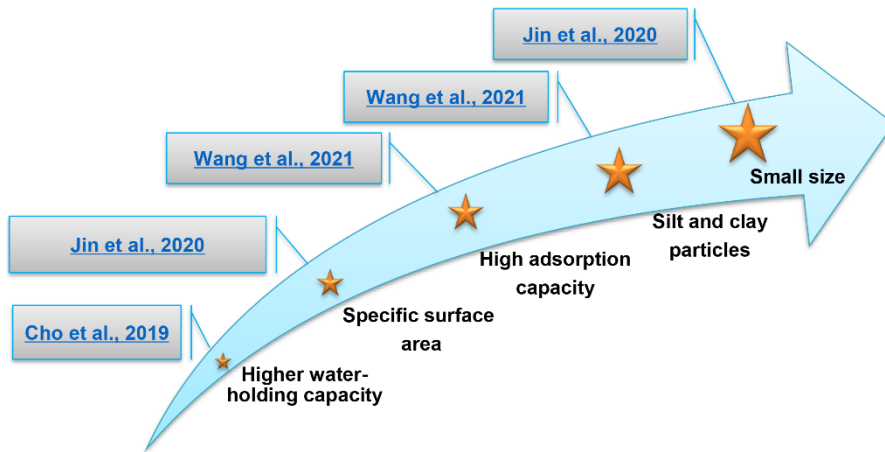 Jin et al., 2020
Wang et al., 2021
Wang et al., 2021
Small size
Silt and clay
particles
Jin et al., 2020
High adsorption
capacity
Specific surface
area
Cho et al., 2019
Higher water-
holding capacity